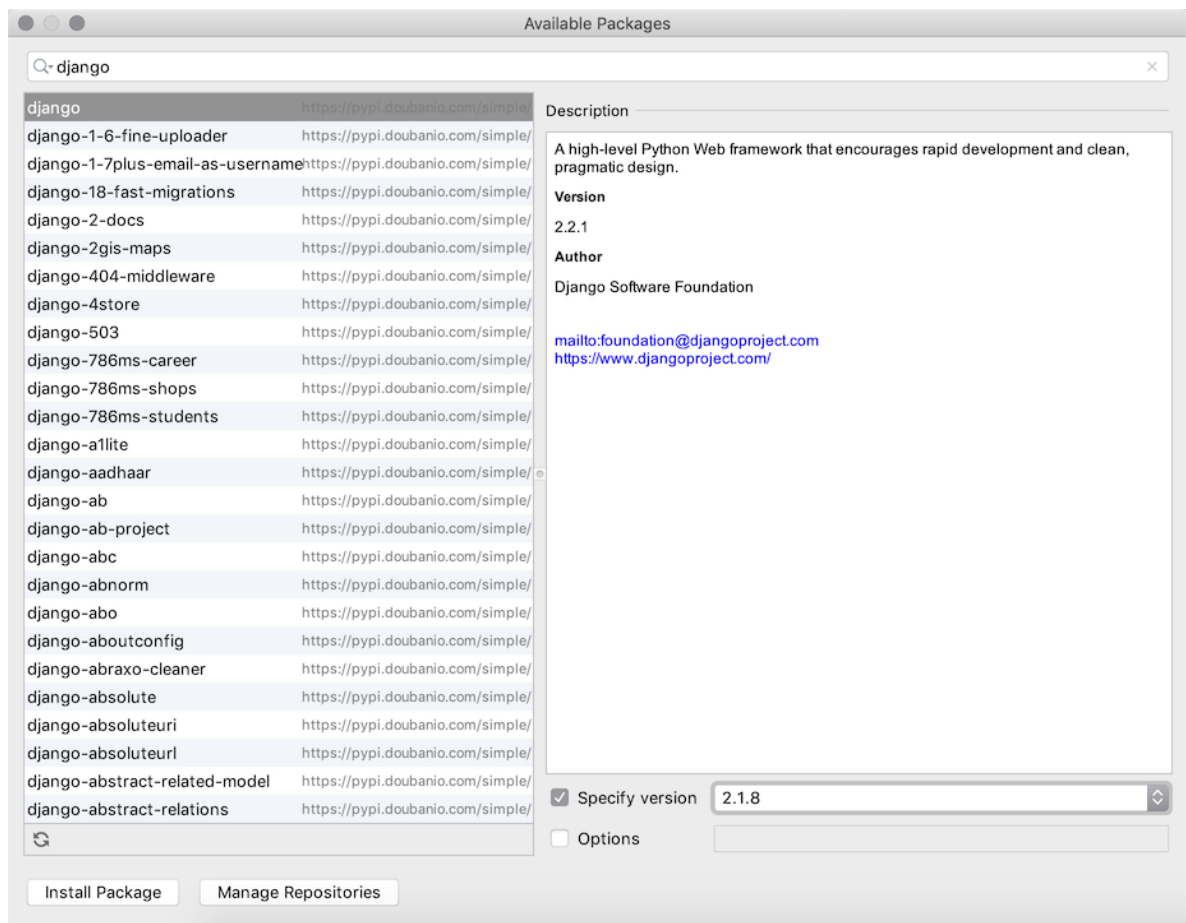 Available Packages
django
django https://pypi.doubanio.com/simple/
django-1-6-fine-uploader https://pypi.doubanio.com/simple/
django-1-7plus-email-as-username https://pypi.doubanio.com/simple/
django-18-fast-migrations https://pypi.doubanio.com/simple/
django-2-docs https://pypi.doubanio.com/simple/
django-2gis-maps https://pypi.doubanio.com/simple/
django-404-middleware https://pypi.doubanio.com/simple/
django-4store https://pypi.doubanio.com/simple/
django-503 https://pypi.doubanio.com/simple/
django-786ms-career https://pypi.doubanio.com/simple/
django-786ms-shops https://pypi.doubanio.com/simple/
django-786ms-students https://pypi.doubanio.com/simple/
django-a1lite https://pypi.doubanio.com/simple/
django-aadhaar https://pypi.doubanio.com/simple/
django-ab https://pypi.doubanio.com/simple/
django-ab-project https://pypi.doubanio.com/simple/
django-abc https://pypi.doubanio.com/simple/
django-abnorm https://pypi.doubanio.com/simple/
django-abo https://pypi.doubanio.com/simple/
django-aboutconfig https://pypi.doubanio.com/simple/
django-abraxo-cleaner https://pypi.doubanio.com/simple/
django-absolute https://pypi.doubanio.com/simple/
django-absoluteuri https://pypi.doubanio.com/simple/
django-absoluteurl https://pypi.doubanio.com/simple/
django-abstract-related-model https://pypi.doubanio.com/simple/
django-abstract-relations https://pypi.doubanio.com/simple/
Description
A high-level Python Web framework that encourages rapid development and clean,
pragmatic design.
Version
2.2.1
Author
Django Software Foundation
mailto:foundation@djangoproject.com
https://www.djangoproject.com/
Specify version 2.1.8
Options
Install Package Manage Repositories